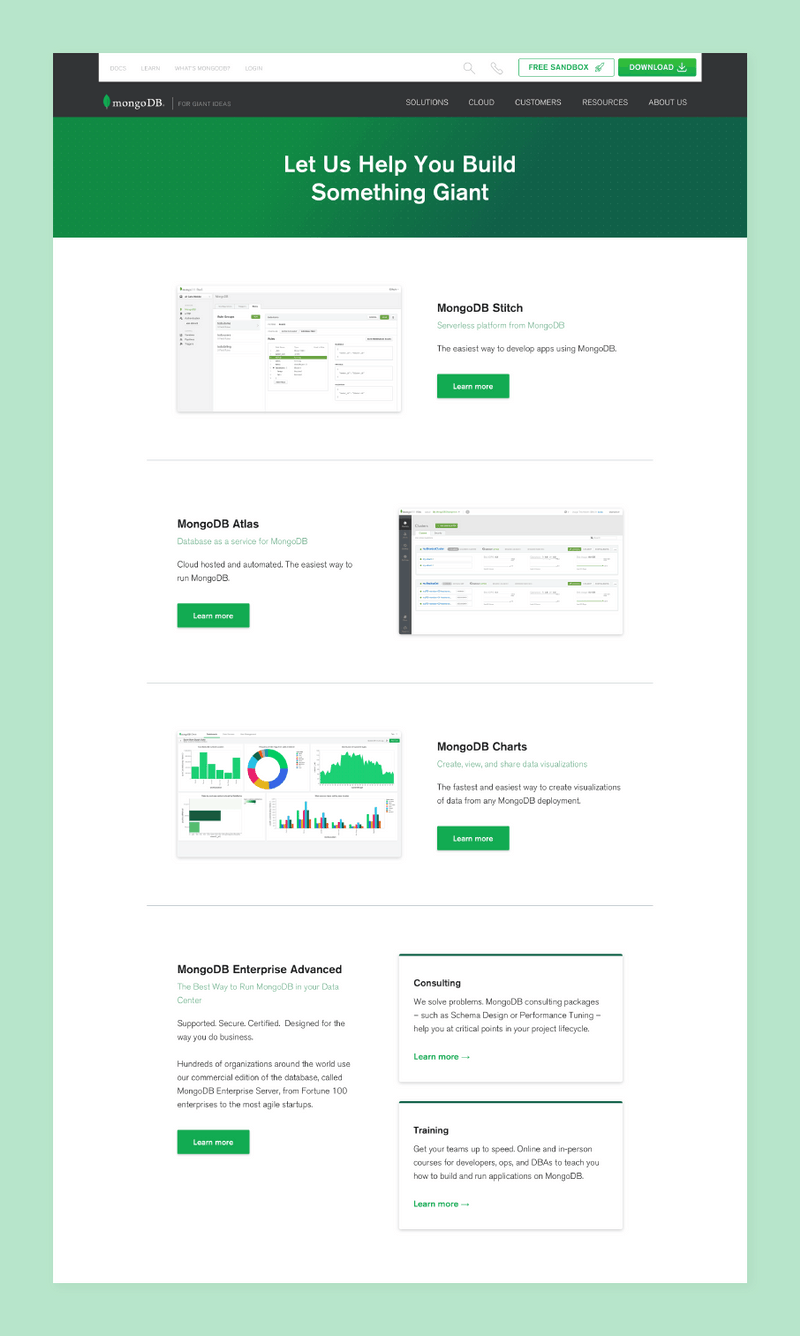 DOCS LEARN WHAT'S MONGODB? LOGIN
FREE SANDBOX DOWNLOAD
mongoDB. FOR GIANT IDEAS
SOLUTIONS CLOUD CUSTOMERS RESOURCES ABOUT US
Let Us Help You Build
Something Giant
MongoDB Stitch
Serverless platform from MongoDB
The easiest way to develop apps using MongoDB.
Learn more
MongoDB Atlas
Database as a service for MongoDB
Cloud hosted and automated. The easiest way to
run MongoDB.
Learn more
MongoDB Charts
Create, view, and share data visualizations
The fastest and easiest way to create visualizations
of data from any MongoDB deployment.
Learn more
MongoDB Enterprise Advanced
The Best Way to Run MongoDB in your Data
Center
Supported. Secure. Certified. Designed for the
way you do business.
Hundreds of organizations around the world use
our commercial edition of the database, called
MongoDB Enterprise Server, from Fortune 100
enterprises to the most agile startups.
Learn more
Consulting
We solve problems. MongoDB consulting packages
– such as Schema Design or Performance Tuning –
help you at critical points in your project lifecycle.
Learn more →
Training
Get your teams up to speed. Online and in-person
courses for developers, ops, and DBAs to teach you
how to build and run applications on MongoDB.
Learn more →